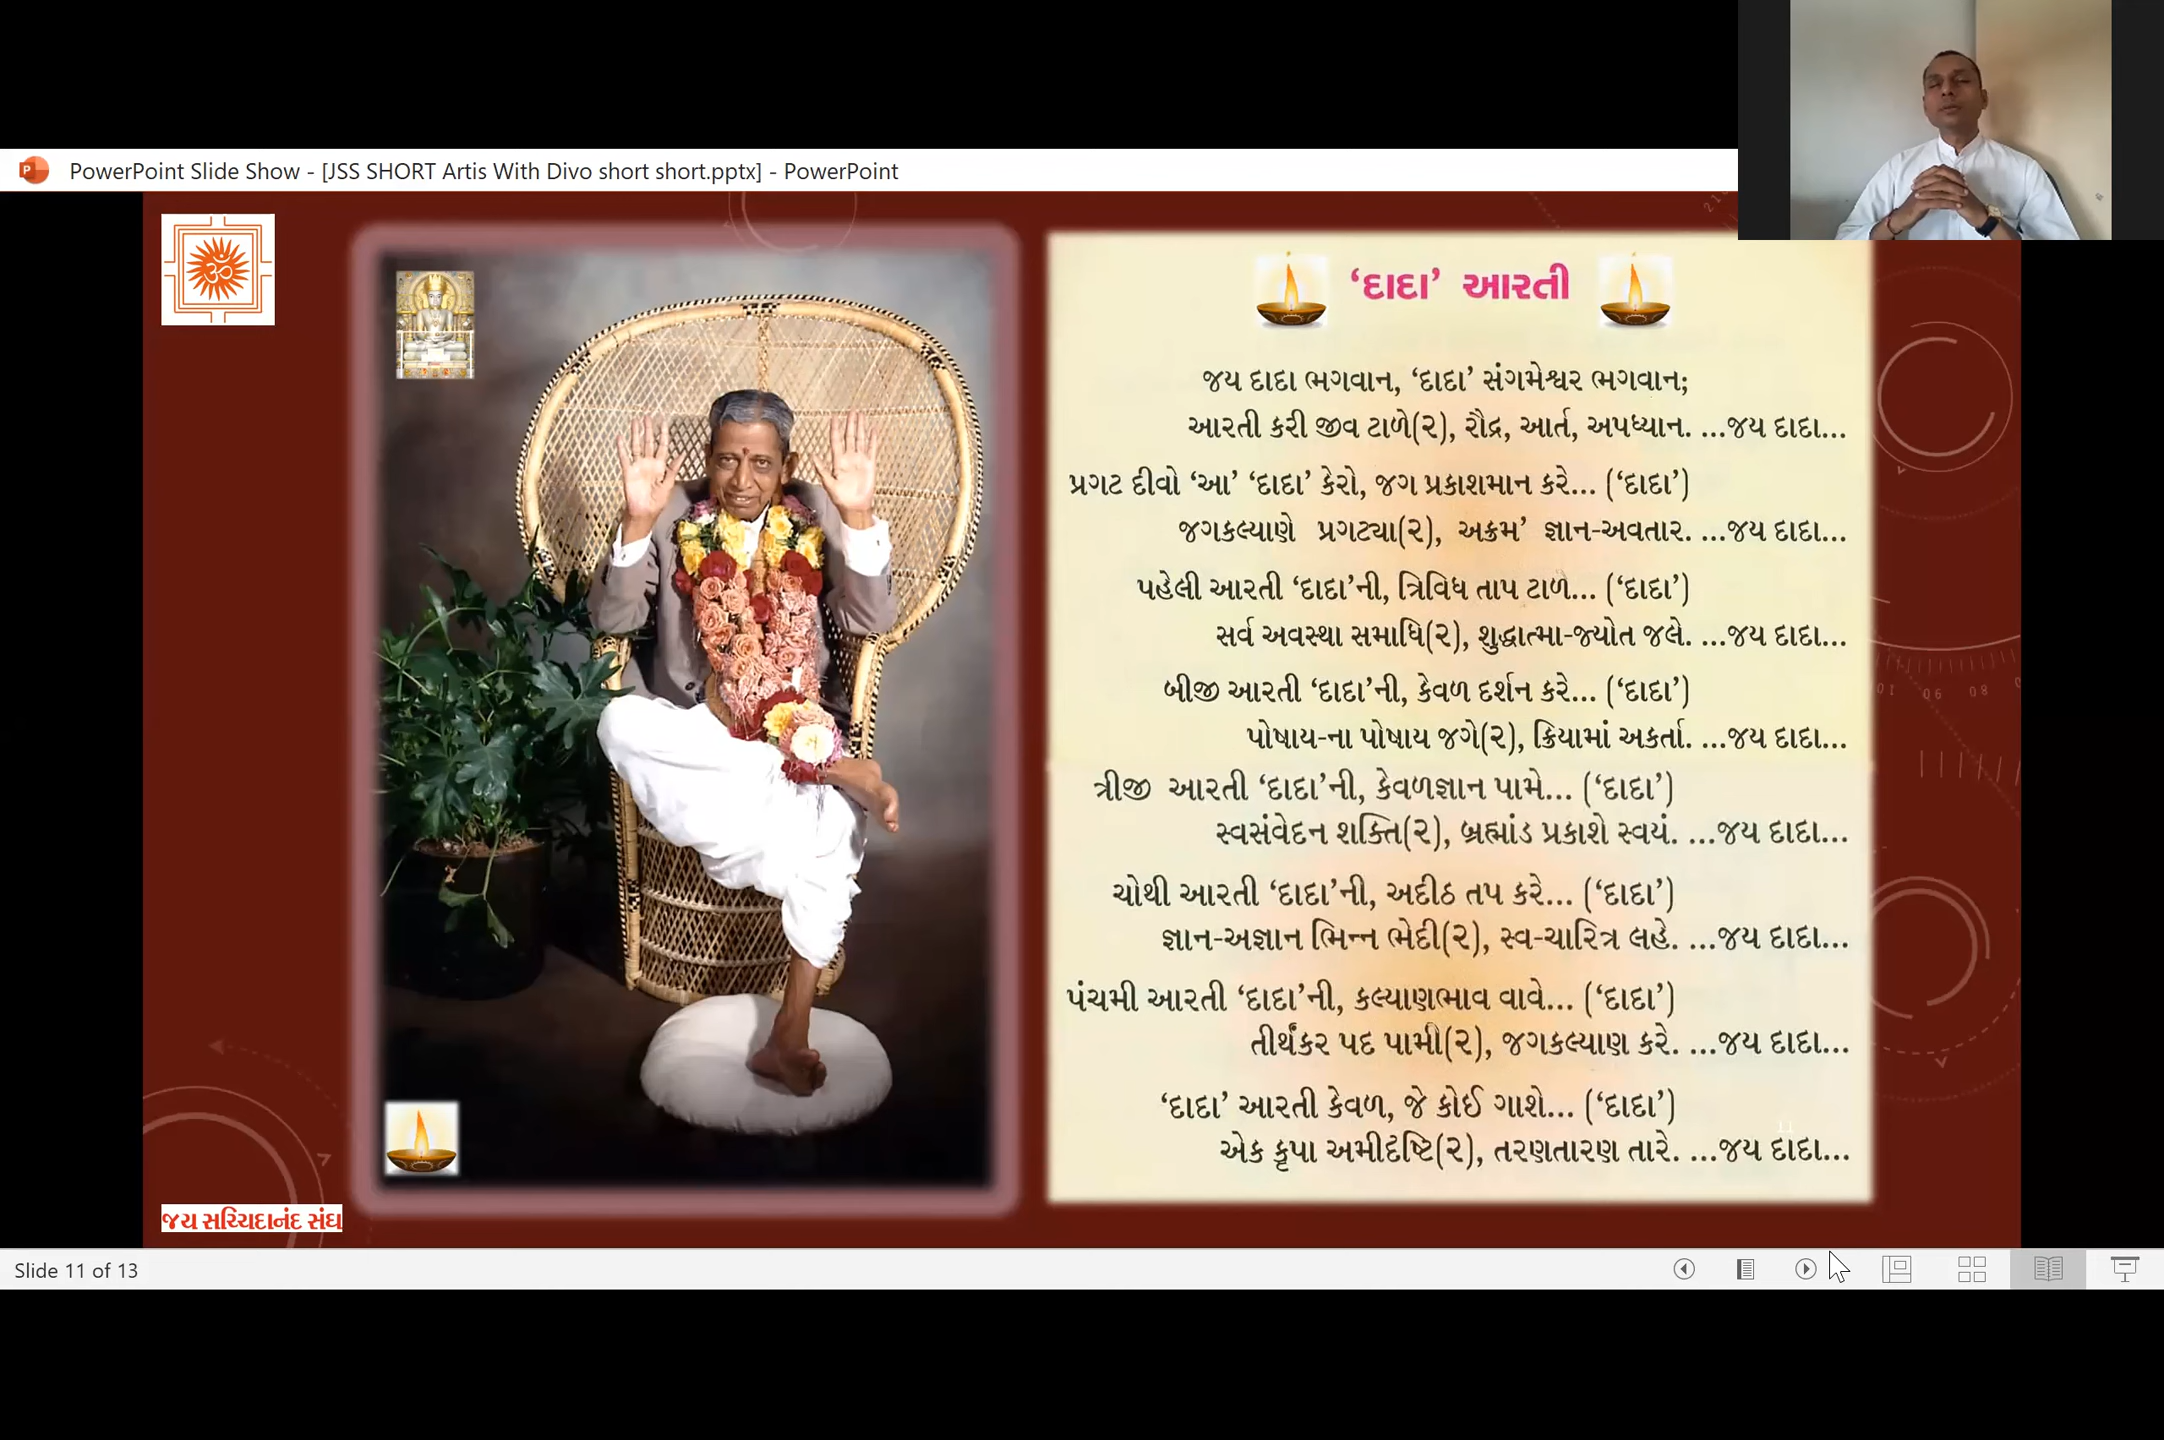 PowerPoint Slide Show - [JSS SHORT Artis With Divo short short.pptx] - PowerPoint
ૐ
‘દાદા’ આરતી
જય દાદા ભગવાન, ‘દાદા’ સંગમેશ્વર ભગવાન;
આરતી કરી જીવ ટાળે(૨), રૌદ્ર, આર્ત, અપધ્યાન. ...જય દાદા...
પ્રગટ દીવો ‘આ’ ‘દાદા’ કેરો, જગ પ્રકાશમાન કરે... (‘દાદા’)
જગકલ્યાણે પ્રગટ્યા(૨), અક્રમ’ જ્ઞાન-અવતાર. ...જય દાદા...
પહેલી આરતી ‘દાદા’ની, ત્રિવિધ તાપ ટાળે... (‘દાદા’)
સર્વ અવસ્થા સમાધિ(૨), શુદ્ધાત્મા-જ્યોત જલે. ...જય દાદા...
બીજી આરતી ‘દાદા’ની, કેવળ દર્શન કરે... (‘દાદા’)
પોષાય-ના પોષાય જગે(૨), ક્રિયામાં અકર્તા. ...જય દાદા...
ત્રીજી આરતી ‘દાદા’ની, કેવળજ્ઞાન પામે... (‘દાદા’)
સ્વસંવેદન શક્તિ(૨), બ્રહ્માંડ પ્રકાશે સ્વયં. ...જય દાદા...
ચોથી આરતી ‘દાદા’ની, અદીઠ તપ કરે... (‘દાદા’)
જ્ઞાન-અજ્ઞાન ભિન્ન ભેદી(૨), સ્વ-ચારિત્ર લહે. ...જય દાદા...
પંચમી આરતી ‘દાદા’ની, કલ્યાણભાવ વાવે... (‘દાદા’)
તીર્થંકર પદ પામી(૨), જગકલ્યાણ કરે. ...જય દાદા...
‘દાદા’ આરતી કેવળ, જે કોઈ ગાશે... (‘દાદા’)
એક કૃપા અમીદૃષ્ટિ(૨), તરણતારણ તારે. ...જય દાદા...
11
જય સચ્ચિદાનંદ સંઘ
Slide 11 of 13